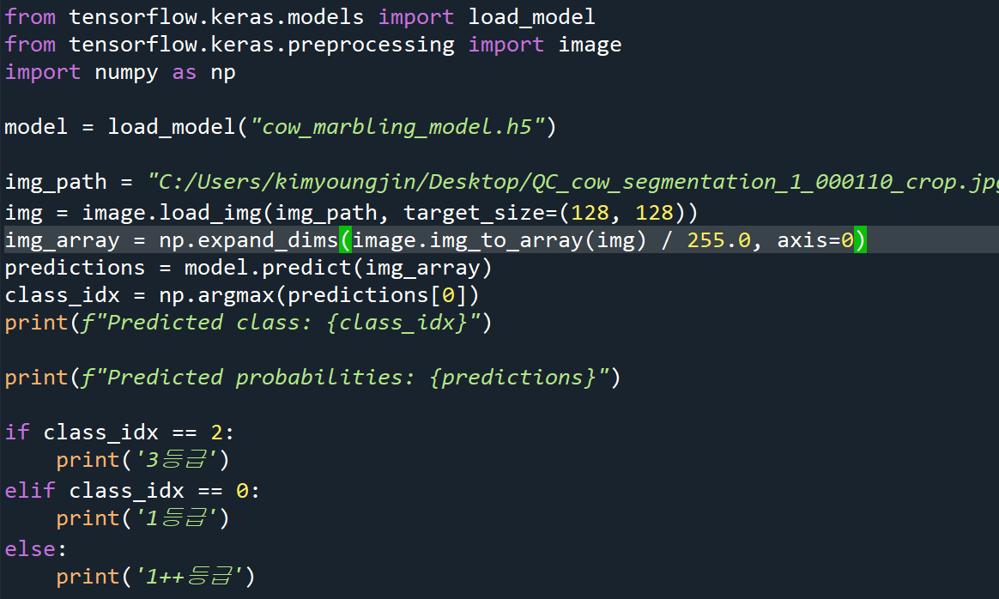 from tensorflow.keras.models import load_model
from tensorflow.keras.preprocessing import image
import numpy as np
model = load_model("cow_marbling_model.h5")
img_path = "C:/Users/kimyoungjin/Desktop/QC_cow_segmentation_1_000110_crop.jpg
img = image.load_img(img_path, target_size=(128, 128))
img_array = np.expand_dims(image.img_to_array(img) / 255.0, axis=0)
predictions = model.predict(img_array)
class_idx = np.argmax(predictions[0])
print(f"Predicted class: {class_idx}")
print(f"Predicted probabilities: {predictions}")
if class_idx == 2:
    print('3등급')
elif class_idx == 0:
    print('1등급')
else:
    print('1++등급')